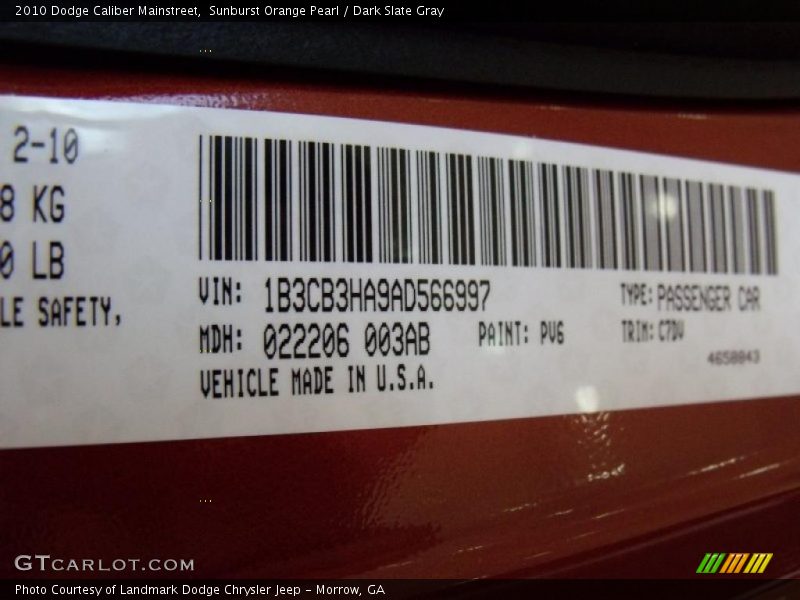 2010 Dodge Caliber Mainstreet, Sunburst Orange Pearl / Dark Slate Gray
2-10
8 KG
0 LB
LE SAFETY,
VIN: 1B3CB3HA9AD566997
TYPE: PASSENGER CAR
MDH: 022206 003AB
PAINT: PV6
TRIM: C7DV
4658843
VEHICLE MADE IN U.S.A.
GTCARLOT.COM
Photo Courtesy of Landmark Dodge Chrysler Jeep - Morrow, GA